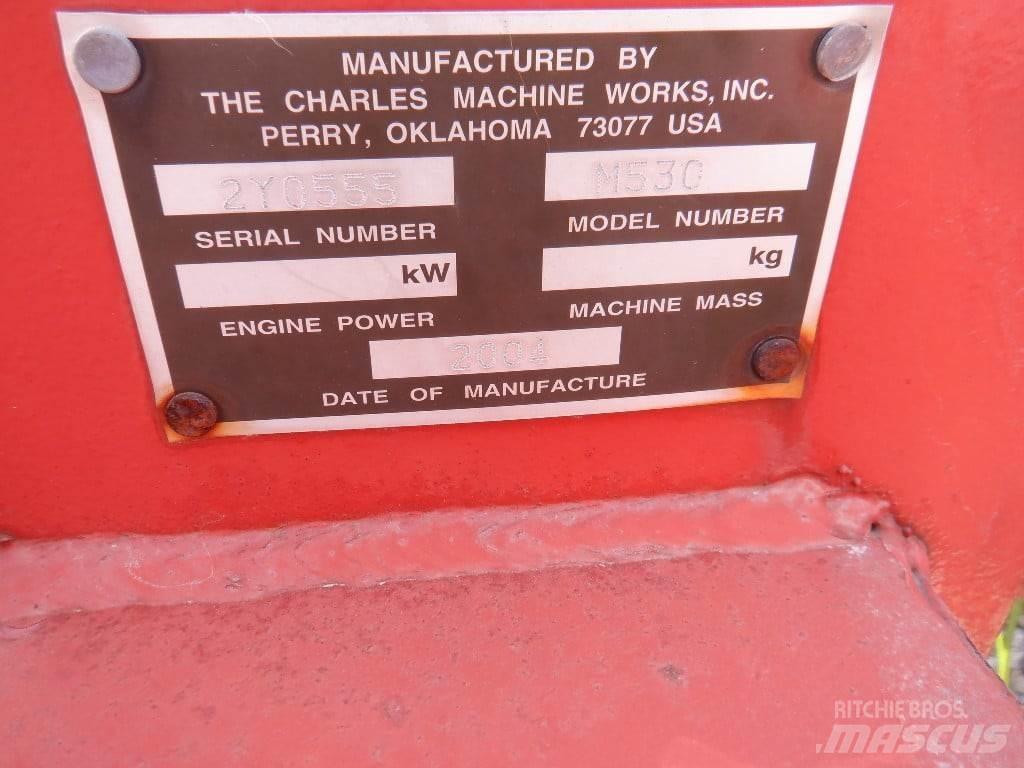 MANUFACTURED BY
THE CHARLES MACHINE WORKS, INC.
PERRY, OKLAHOMA 73077 USA
2Y0555 M530
SERIAL NUMBER MODEL NUMBER
kW kg
ENGINE POWER MACHINE MASS
2004
DATE OF MANUFACTURE
RITCHIE BROS.
MASCUS